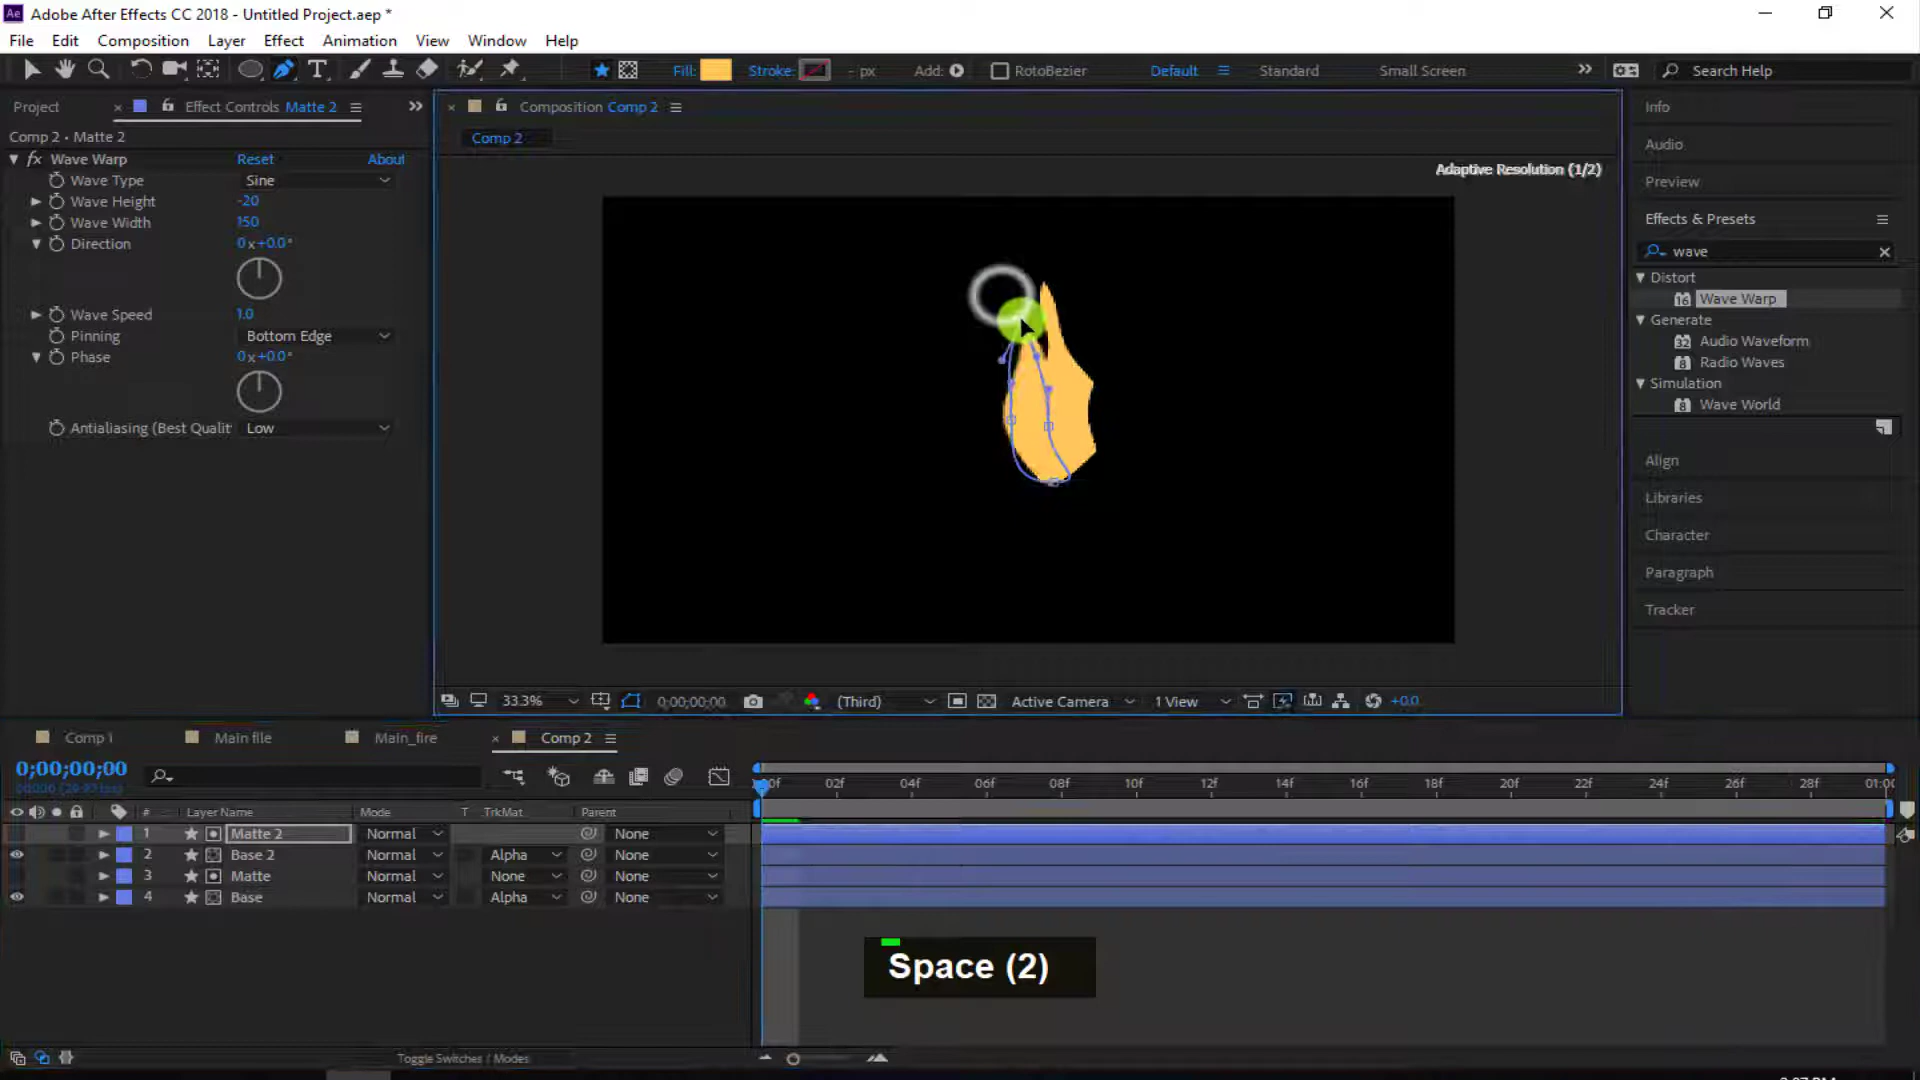 Adobe After Effects CC 2018 - Untitled Project.aep *
File Edit Composition Layer Effect Animation View Window Help
Fill: Stroke: - px Add: RotoBezier Default Standard Small Screen Search Help
Project Effect Controls Matte 2
Composition Comp 2
Comp 2 • Matte 2
Comp 2
fx Wave Warp Reset About
Wave Type Sine
Wave Height -20
Wave Width 150
Direction 0x+0.0°
Wave Speed 1.0
Pinning Bottom Edge
Phase 0x+0.0°
Antialiasing (Best Qualit Low
Adaptive Resolution (1/2)
Info
Audio
Preview
Effects & Presets
wave
Distort
16 Wave Warp
Generate
32 Audio Waveform
8 Radio Waves
Simulation
8 Wave World
Align
Libraries
Character
Paragraph
Tracker
33.3% 0;00;00;00 (Third) Active Camera 1 View +0.0
Comp 1 Main file Main_fire Comp 2
0;00;00;00
# Layer Name Mode T TrkMat Parent
02f 04f 06f 08f 10f 12f 14f 16f 18f 20f 22f 24f 26f 28f 01:0
1 Matte 2 Normal None
2 Base 2 Normal Alpha None
3 Matte Normal None None
4 Base Normal Alpha None
Space (2)
Toggle Switches / Modes